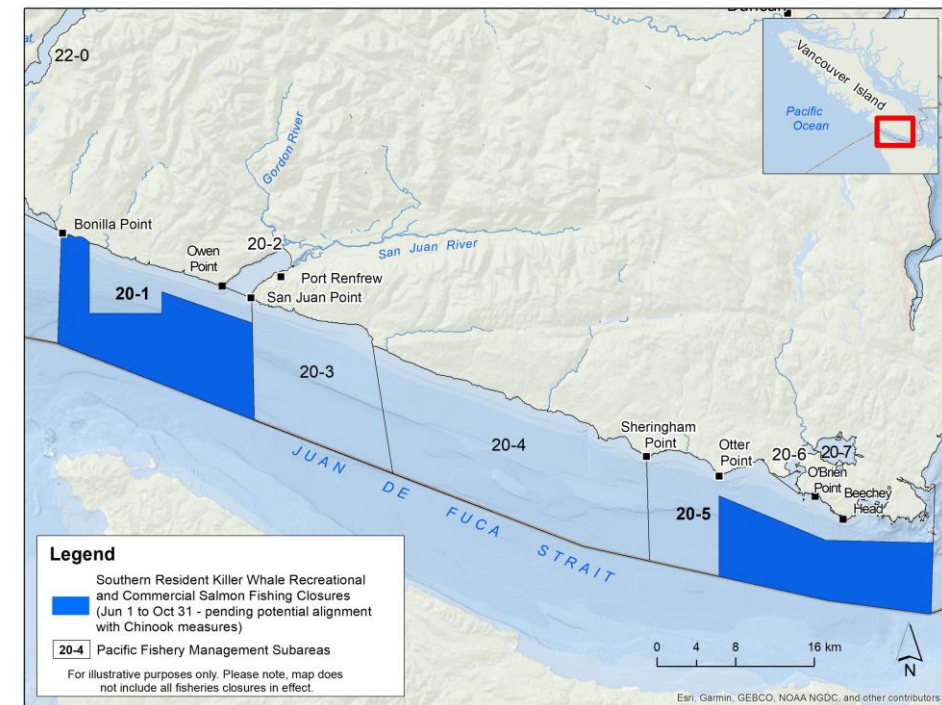 Duncan
22-0
Vancouver Island
Pacific
Ocean
Gordon River
Bonilla Point
20-2
San Juan River
Owen
Point
Port Renfrew
San Juan Point
20-1
20-3
20-4
Sheringham
Point
Otter
Point
20-6
20-7
O'Brien
Point
Beechey
Head
20-5
JUAN DE FUCA STRAIT
Legend
Southern Resident Killer Whale Recreational
and Commercial Salmon Fishing Closures
(Jun 1 to Oct 31 - pending potential alignment
with Chinook measures)
20-4 Pacific Fishery Management Subareas
For illustrative purposes only. Please note, map does
not include all fisheries closures in effect.
0 4 8 16 km
N
Esri, Garmin, GEBCO, NOAA NGDC, and other contributors